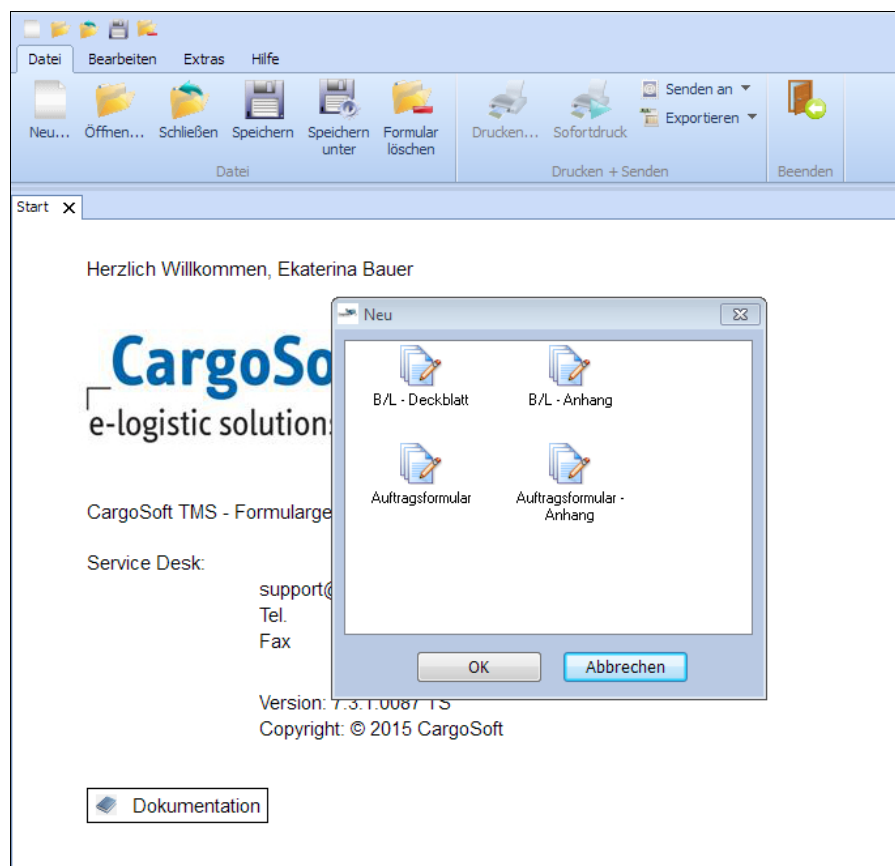 Datei Bearbeiten Extras Hilfe
Neu... Öffnen... Schließen Speichern Speichern unter Formular löschen
Drucken... Sofortdruck Senden an
Exportieren
Datei Drucken + Senden Beenden
Start
Herzlich Willkommen, Ekaterina Bauer
CargoSo
e-logistic solution
CargoSoft TMS - Formularge
Service Desk:
support@
Tel.
Fax
Version: 7.3.1.0087 TS
Copyright: © 2015 CargoSoft
Dokumentation
Neu
B/L - Deckblatt
B/L - Anhang
Auftragsformular
Auftragsformular -
Anhang
OK
Abbrechen